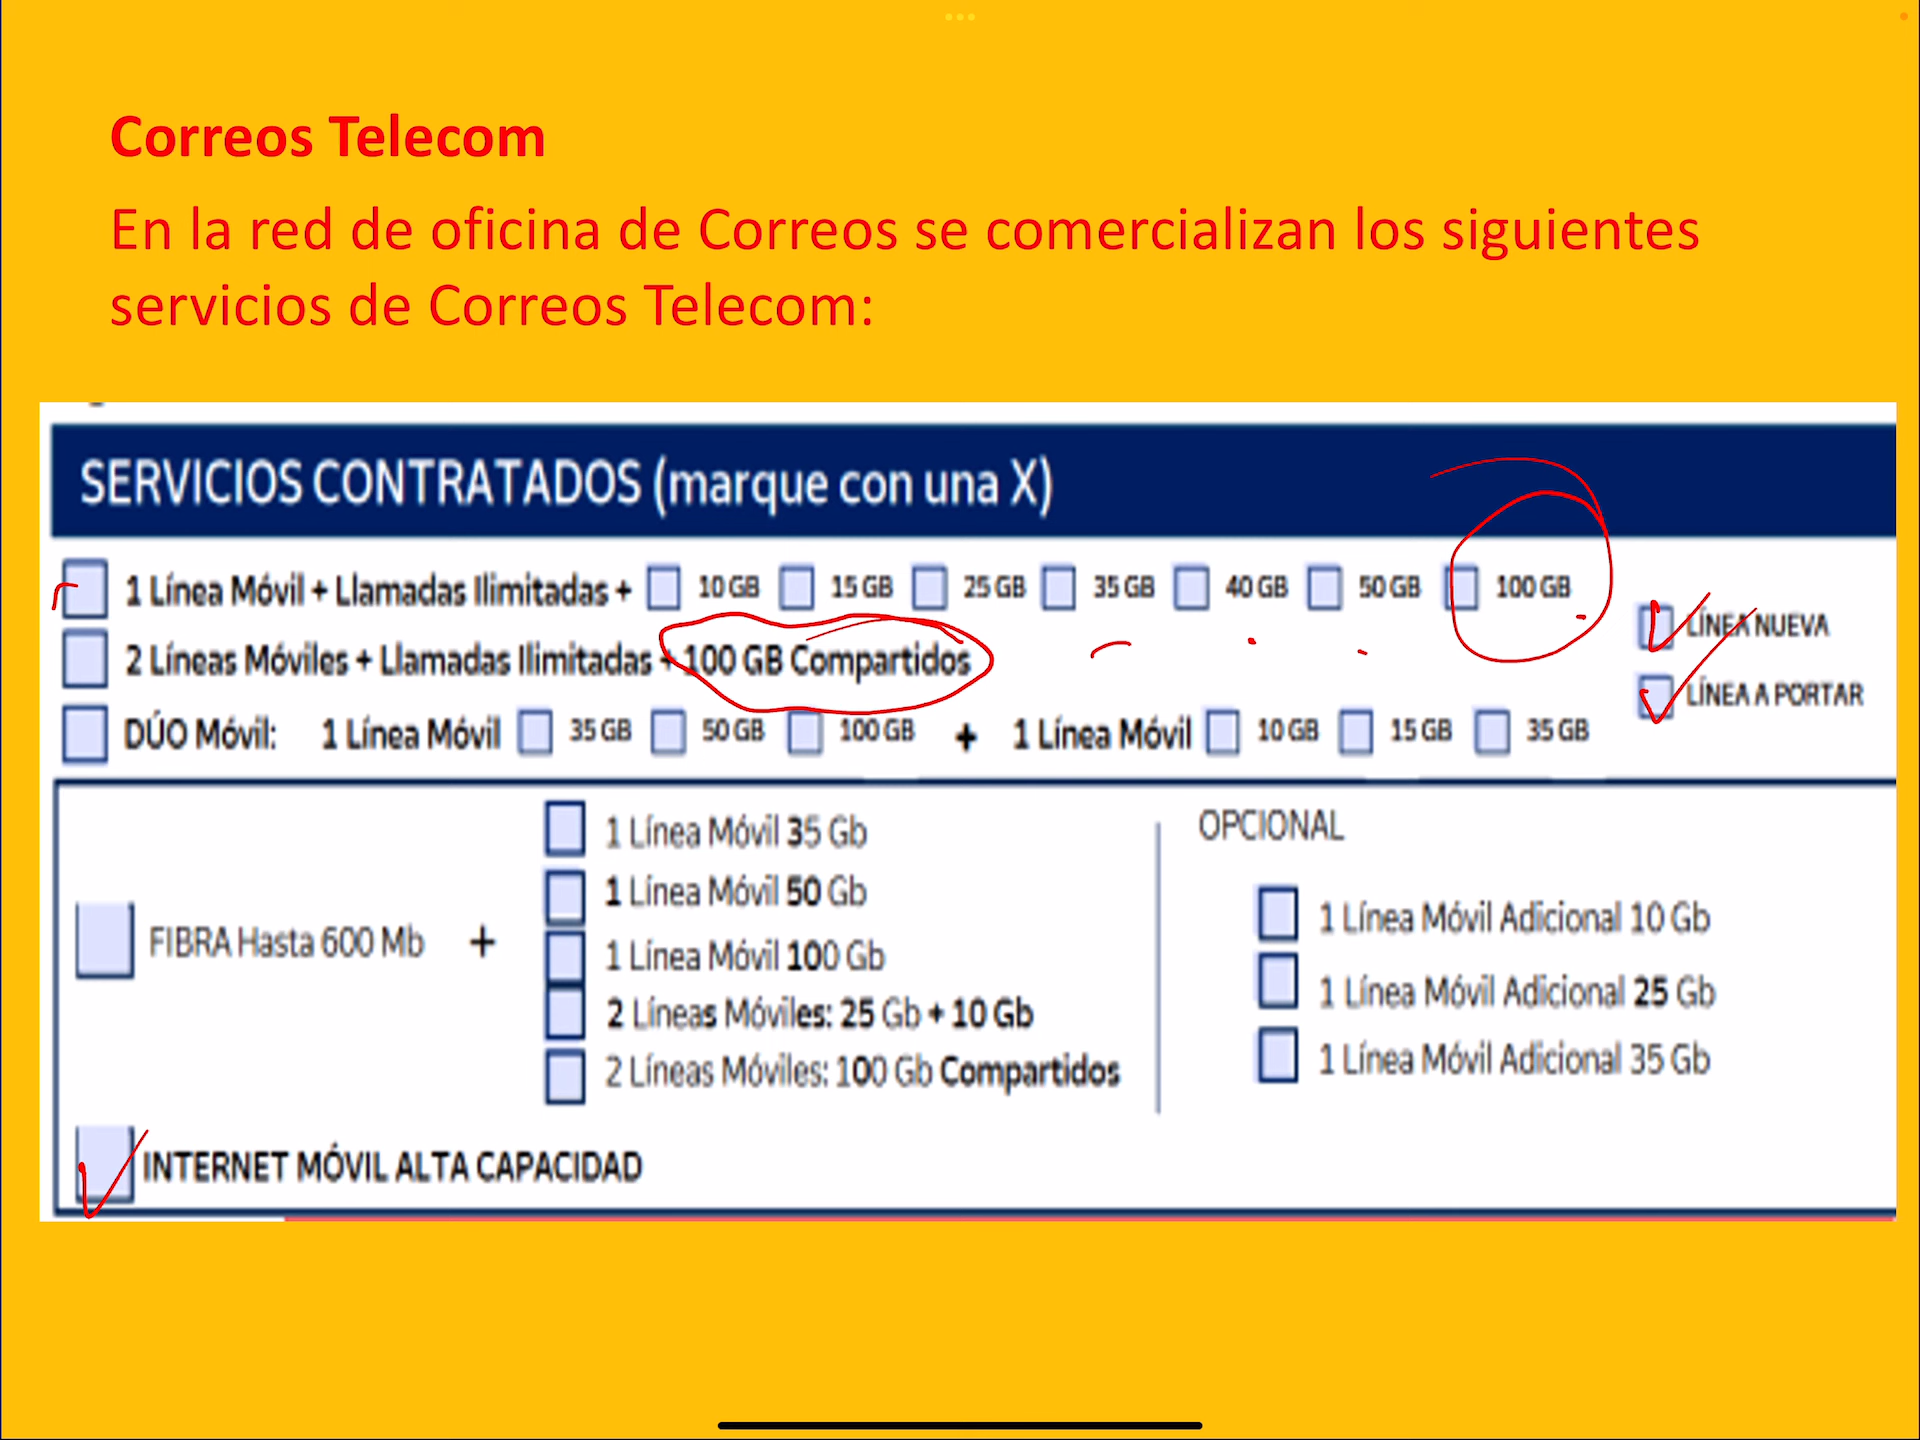 Correos Telecom
En la red de oficina de Correos se comercializan los siguientes
servicios de Correos Telecom:
SERVICIOS CONTRATADOS (marque con una X)
1 Línea Móvil + Llamadas Ilimitadas + 10 GB 15 GB 25 GB 35 GB 40 GB 50 GB 100 GB
2 Líneas Móviles + Llamadas Ilimitadas + 100 GB Compartidos
LÍNEA NUEVA
LÍNEA A PORTAR
DÚO Móvil: 1 Línea Móvil 35 GB 50 GB 100 GB + 1 Línea Móvil 10 GB 15 GB 35 GB
FIBRA Hasta 600 Mb +
1 Línea Móvil 35 Gb
1 Línea Móvil 50 Gb
1 Línea Móvil 100 Gb
2 Líneas Móviles: 25 Gb + 10 Gb
2 Líneas Móviles: 100 Gb Compartidos
OPCIONAL
1 Línea Móvil Adicional 10 Gb
1 Línea Móvil Adicional 25 Gb
1 Línea Móvil Adicional 35 Gb
INTERNET MÓVIL ALTA CAPACIDAD